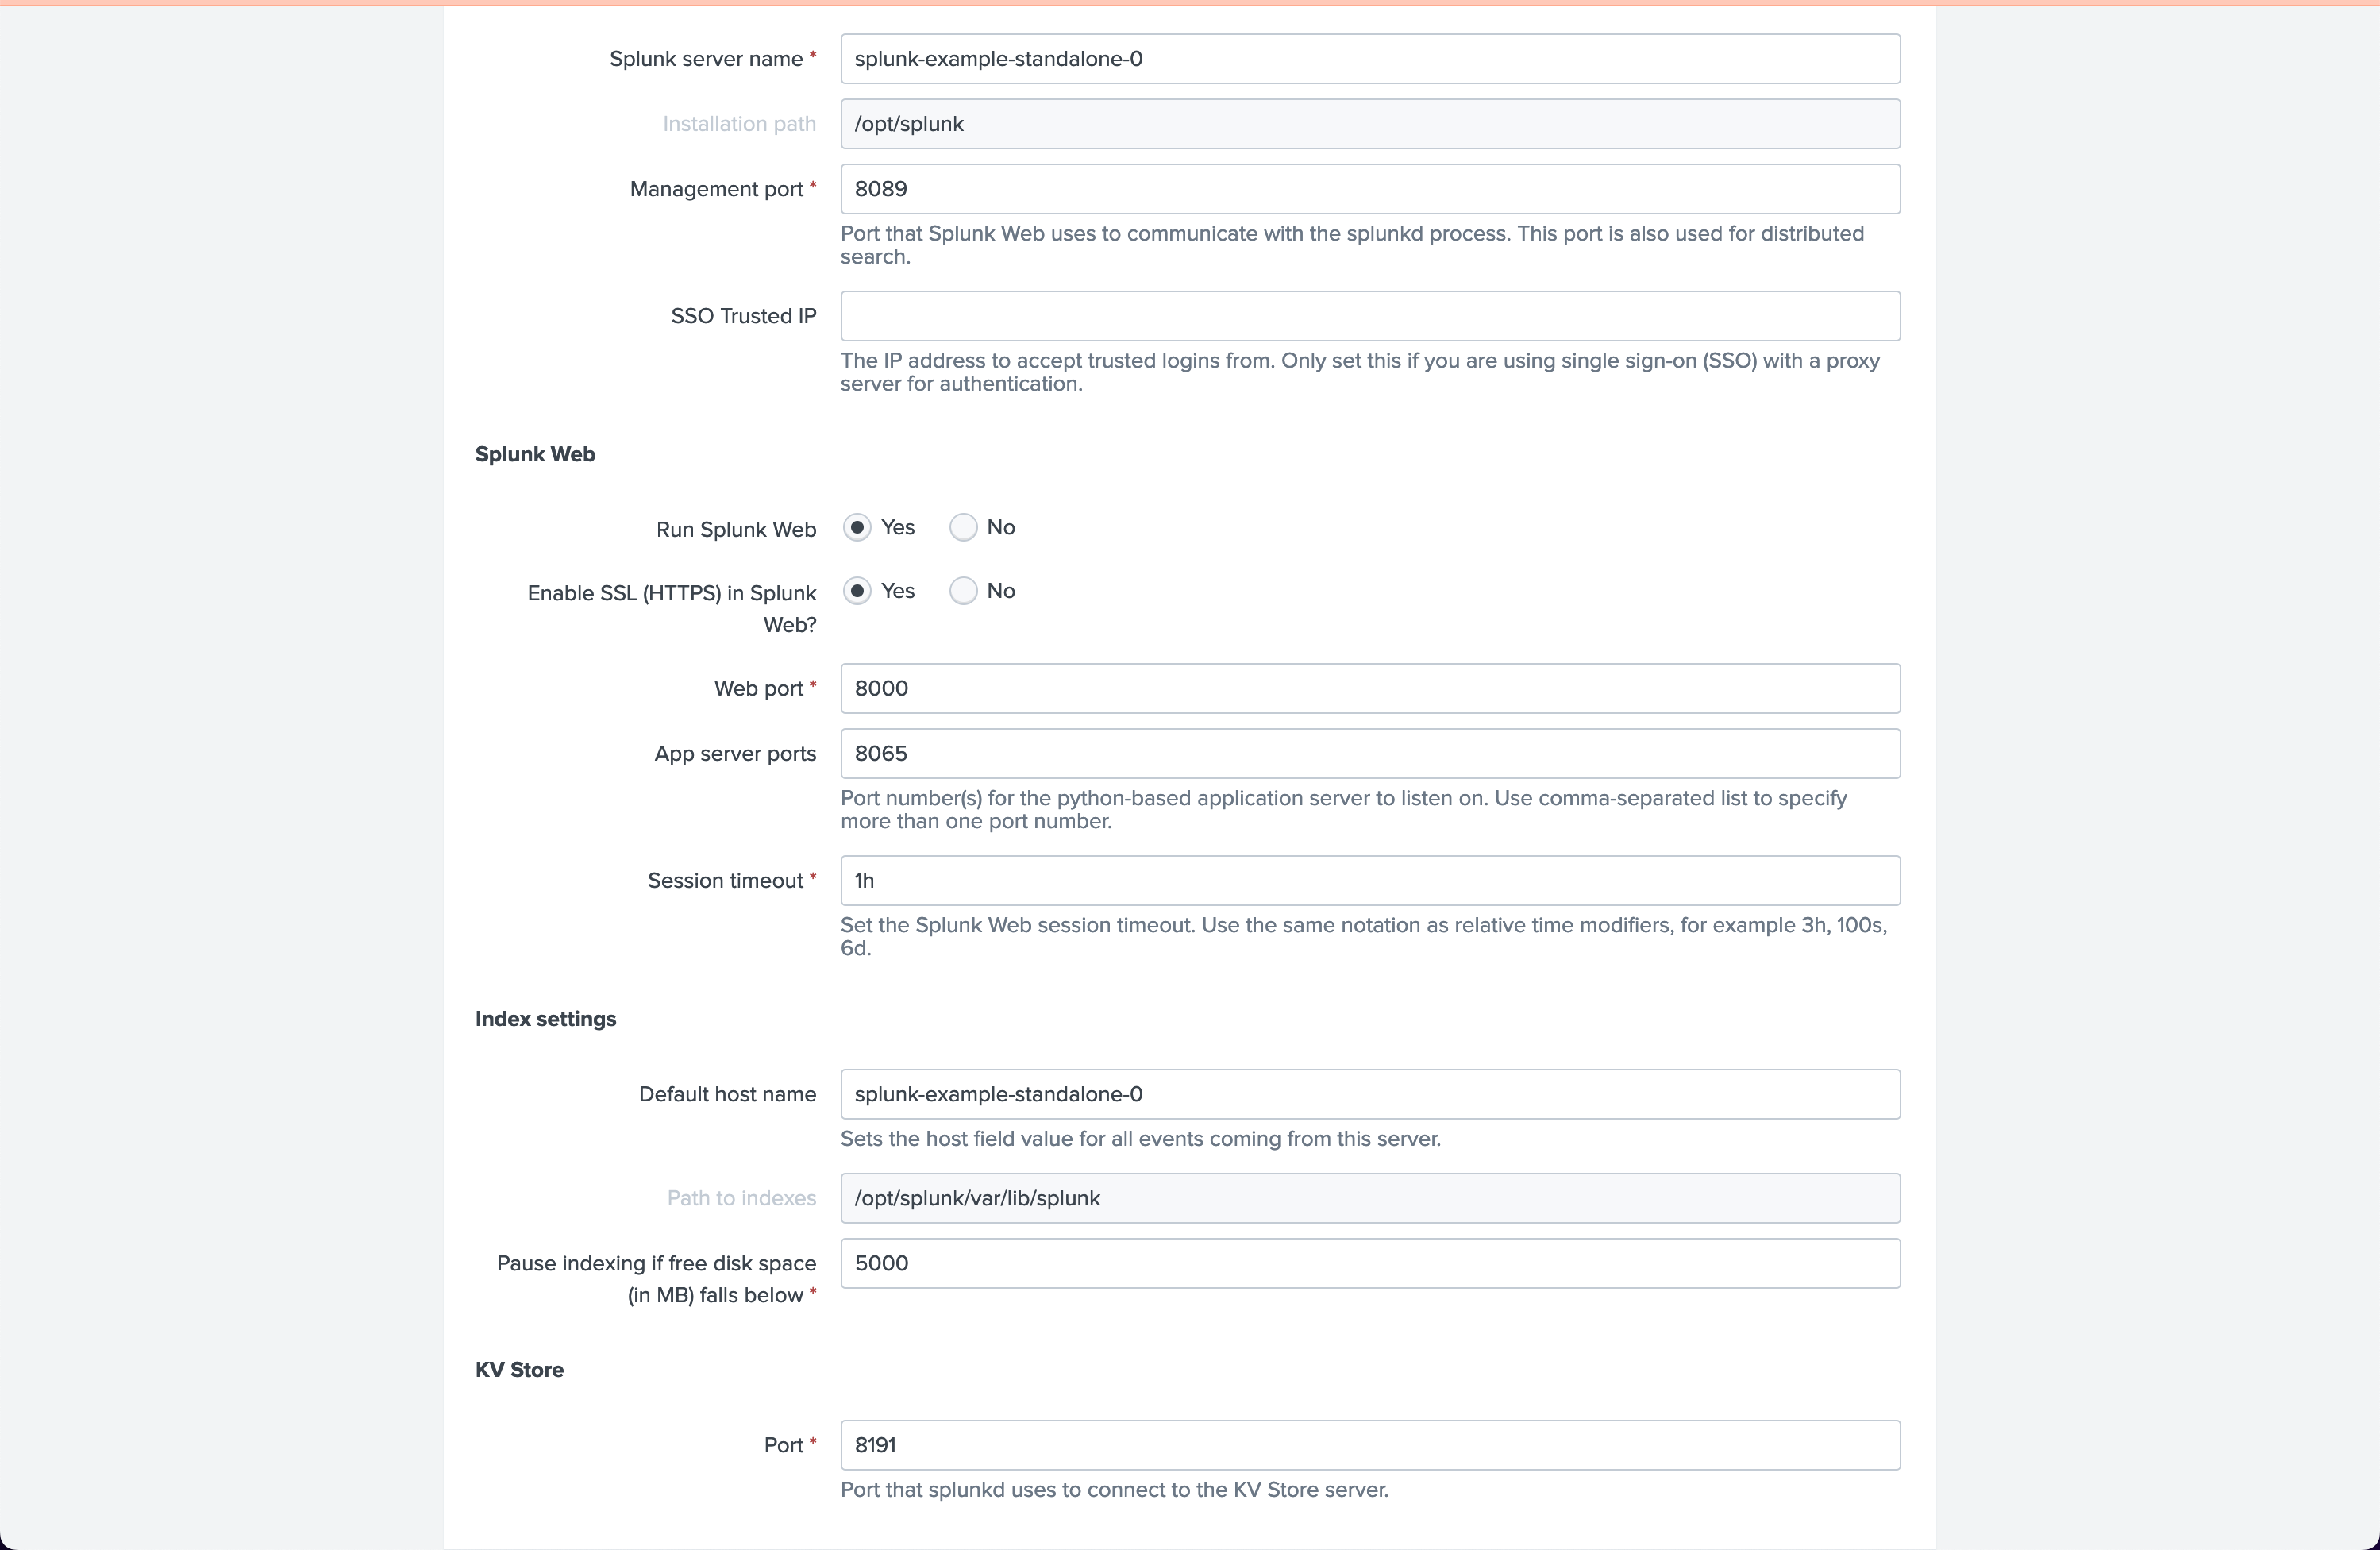 Splunk server name *
splunk-example-standalone-0
Installation path
/opt/splunk
Management port *
8089
Port that Splunk Web uses to communicate with the splunkd process. This port is also used for distributed
search.
SSO Trusted IP
The IP address to accept trusted logins from. Only set this if you are using single sign-on (SSO) with a proxy
server for authentication.
Splunk Web
Run Splunk Web
Yes No
Enable SSL (HTTPS) in Splunk
Web?
Yes No
Web port *
8000
App server ports
8065
Port number(s) for the python-based application server to listen on. Use comma-separated list to specify
more than one port number.
Session timeout *
1h
Set the Splunk Web session timeout. Use the same notation as relative time modifiers, for example 3h, 100s,
6d.
Index settings
Default host name
splunk-example-standalone-0
Sets the host field value for all events coming from this server.
Path to indexes
/opt/splunk/var/lib/splunk
Pause indexing if free disk space
(in MB) falls below *
5000
KV Store
Port *
8191
Port that splunkd uses to connect to the KV Store server.